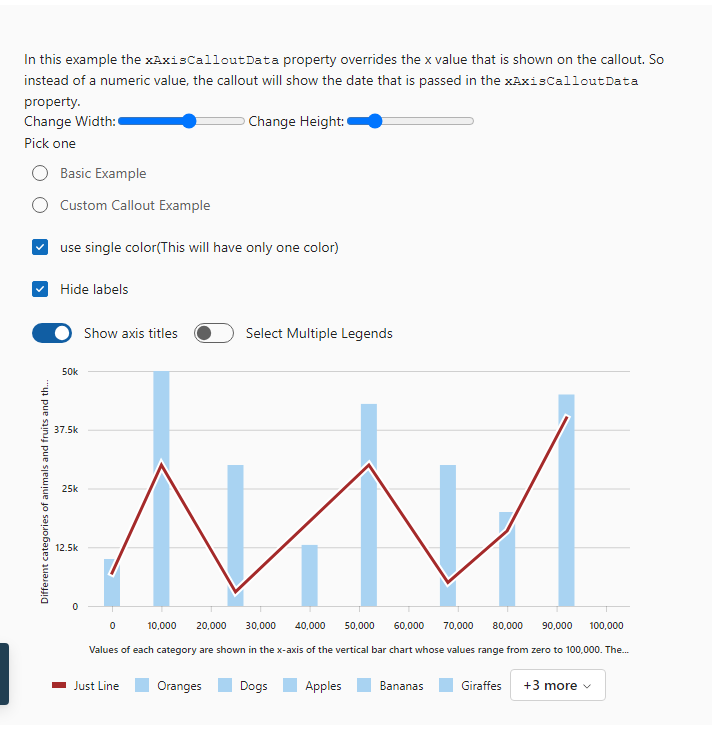 In this example the xAxisCalloutData property overrides the x value that is shown on the callout. So
instead of a numeric value, the callout will show the date that is passed in the xAxisCalloutData
property.
Change Width: Change Height:
Pick one
Basic Example
Custom Callout Example
use single color(This will have only one color)
Hide labels
Show axis titles Select Multiple Legends
Different categories of animals and fruits and th...
50k
37.5k
25k
12.5k
0
0 10,000 20,000 30,000 40,000 50,000 60,000 70,000 80,000 90,000 100,000
Values of each category are shown in the x-axis of the vertical bar chart whose values range from zero to 100,000. The...
Just Line Oranges Dogs Apples Bananas Giraffes +3 more